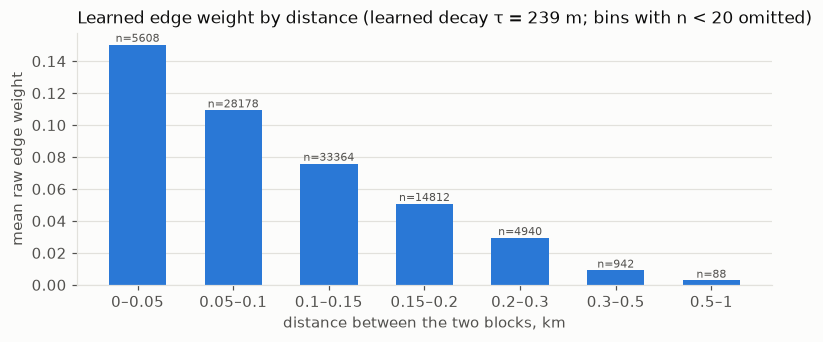 Learned edge weight by distance (learned decay τ = 239 m; bins with n < 20 omitted)
mean raw edge weight
0.14
0.12
0.10
0.08
0.06
0.04
0.02
0.00
n=5608
n=28178
n=33364
n=14812
n=4940
n=942
n=88
0–0.05
0.05–0.1
0.1–0.15
0.15–0.2
0.2–0.3
0.3–0.5
0.5–1
distance between the two blocks, km